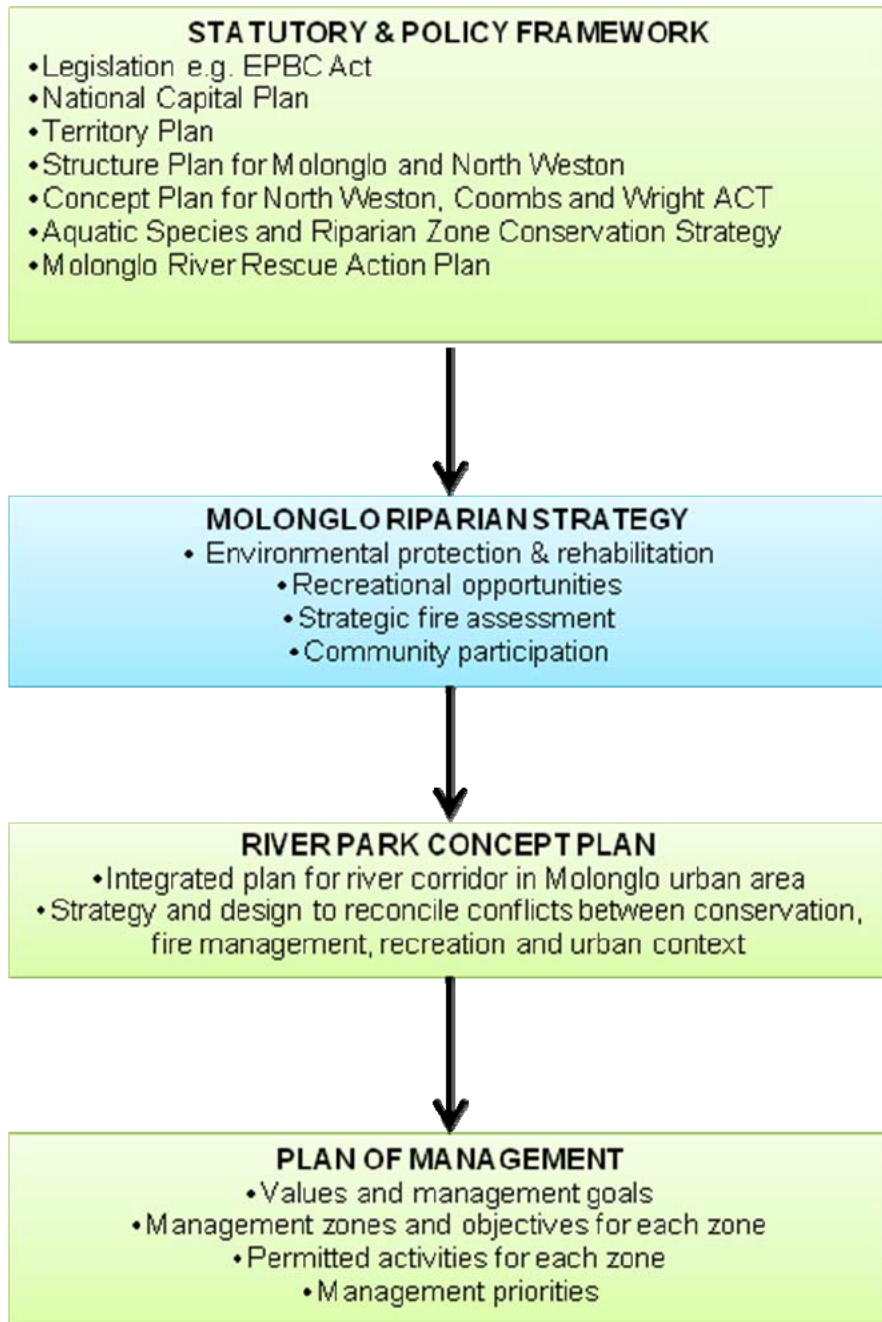 STATUTORY & POLICY FRAMEWORK
•Legislation e.g. EPBC Act
•National Capital Plan
•Territory Plan
•Structure Plan for Molonglo and North Weston
•Concept Plan for North Weston, Coombs and Wright ACT
•Aquatic Species and Riparian Zone Conservation Strategy
•Molonglo River Rescue Action Plan
MOLONGLO RIPARIAN STRATEGY
• Environmental protection & rehabilitation
•Recreational opportunities
•Strategic fire assessment
•Community participation
RIVER PARK CONCEPT PLAN
•Integrated plan for river corridor in Molonglo urban area
•Strategy and design to reconcile conflicts between conservation,
fire management, recreation and urban context
PLAN OF MANAGEMENT
•Values and management goals
•Management zones and objectives for each zone
•Permitted activities for each zone
•Management priorities